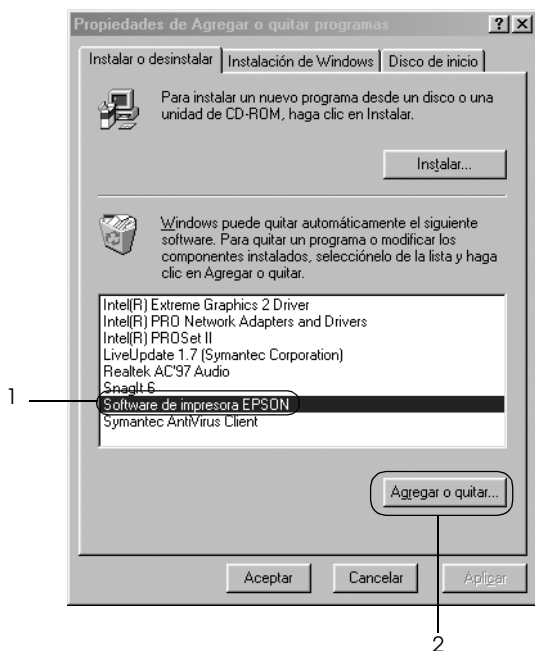 Propiedades de Agregar o quitar programas
Instalar o desinstalar
Instalación de Windows
Disco de inicio
Para instalar un nuevo programa desde un disco o una
unidad de CD-ROM, haga clic en Instalar.
Instalar...
Windows puede quitar automáticamente el siguiente
software. Para quitar un programa o modificar los
componentes instalados, selecciónelo de la lista y haga
clic en Agregar o quitar.
Intel(R) Extreme Graphics 2 Driver
Intel(R) PRO Network Adapters and Drivers
Intel(R) PROSet II
LiveUpdate 1.7 (Symantec Corporation)
Realtek AC'97 Audio
SnagIt 6
1
Software de impresora EPSON
Symantec AntiVirus Client
Agregar o quitar...
Aceptar
Cancelar
Aplicar
2